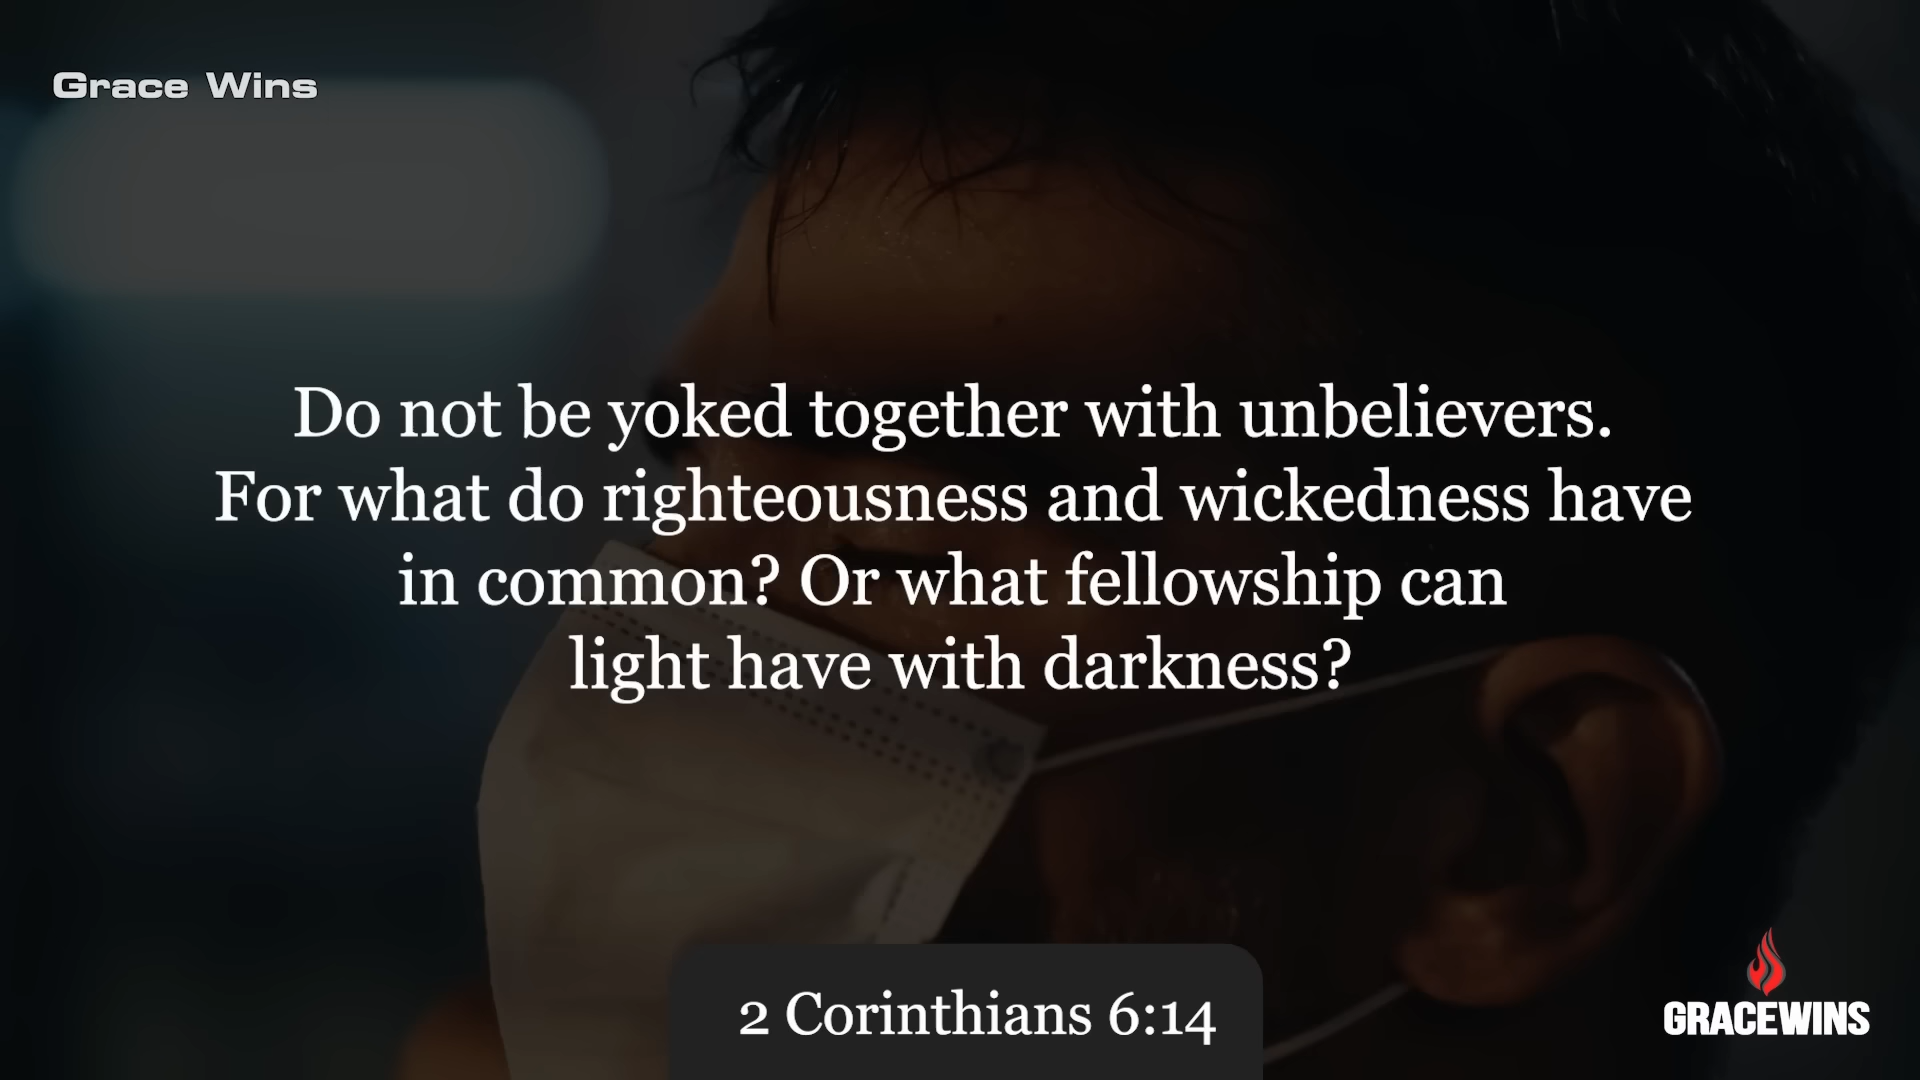 Grace Wins
Do not be yoked together with unbelievers.
For what do righteousness and wickedness have
in common? Or what fellowship can
light have with darkness?
2 Corinthians 6:14
GRACEWINS